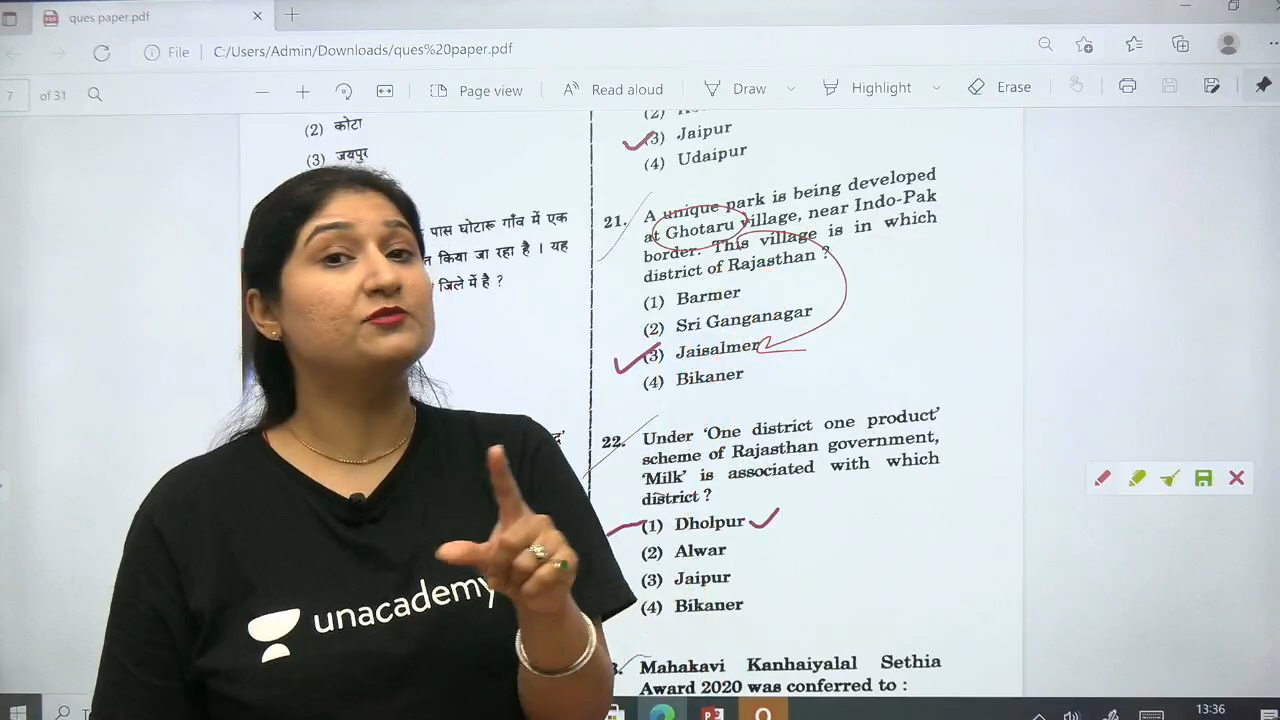 ques paper.pdf
File C:/Users/Admin/Downloads/ques%20paper.pdf
7 of 31 Page view Read aloud Draw Highlight Erase
(2) कोटा
(3) जयपुर
पास घोटारू गाँव में एक
किया जा रहा है । यह
जिले में है ?
(2)
(3) Jaipur
(4) Udaipur
21. A unique park is being developed
at Ghotaru village, near Indo-Pak
border. This village is in which
district of Rajasthan ?
(1) Barmer
(2) Sri Ganganagar
(3) Jaisalmer
(4) Bikaner
22. Under 'One district one product'
scheme of Rajasthan government,
'Milk' is associated with which
district ?
(1) Dholpur
(2) Alwar
(3) Jaipur
(4) Bikaner
Mahakavi Kanhaiyalal Sethia
Award 2020 was conferred to :
unacademy
13:36